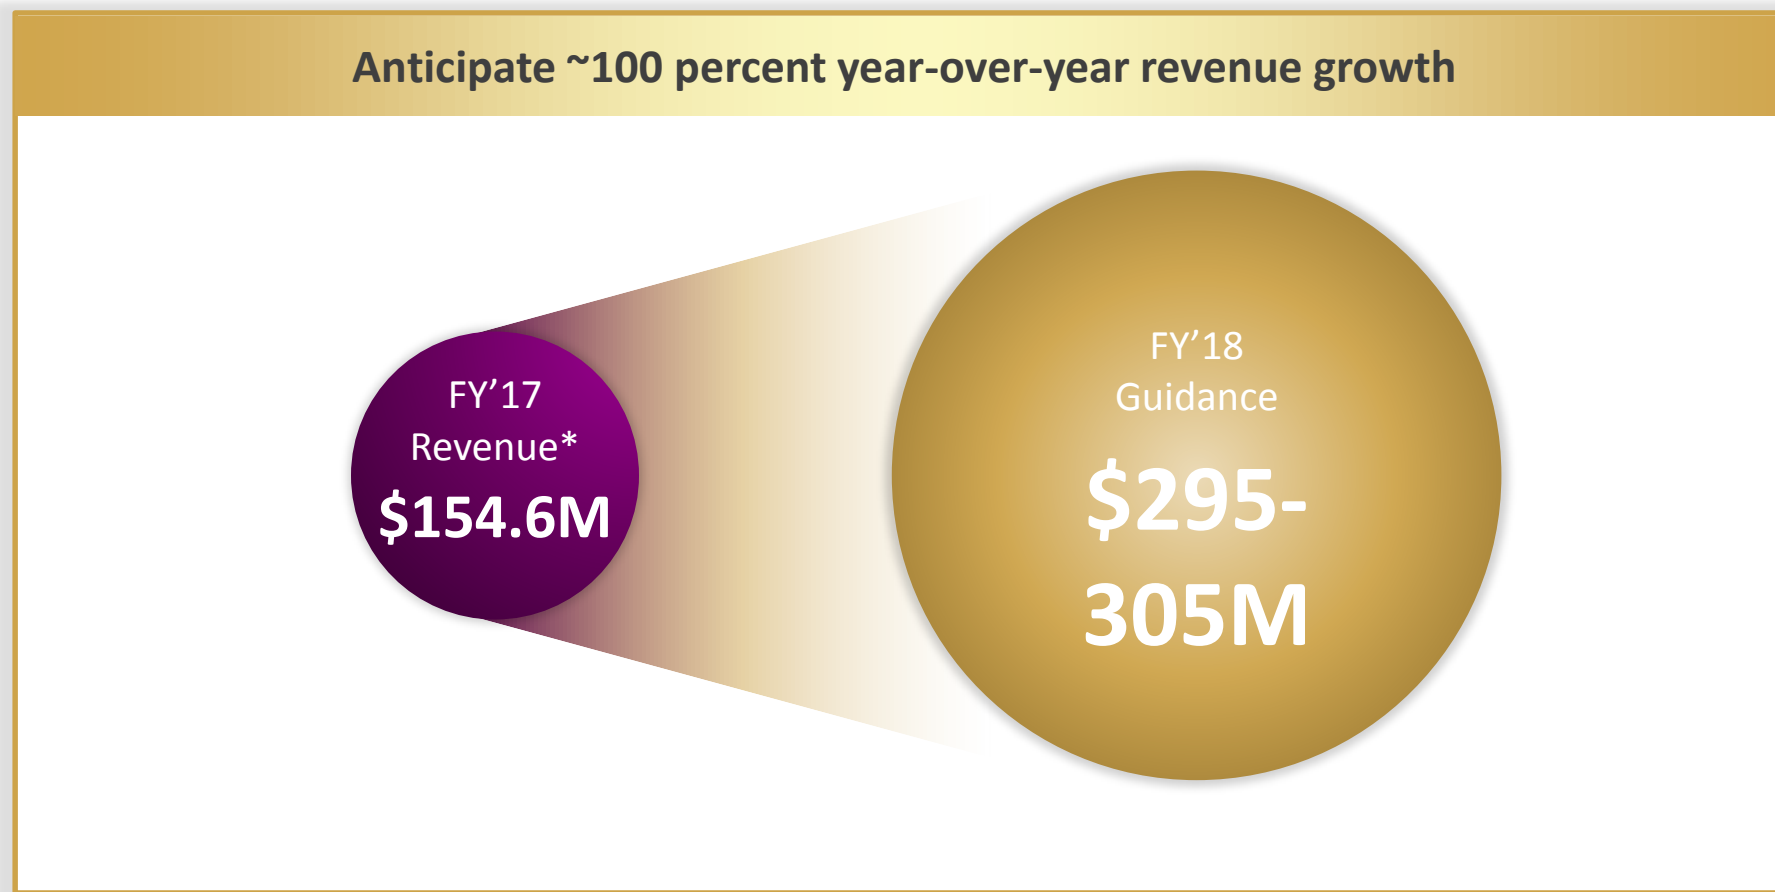 Anticipate ~100 percent year-over-year revenue growth
FY’17
Revenue*
$154.6M
FY’18
Guidance
$295-
305M